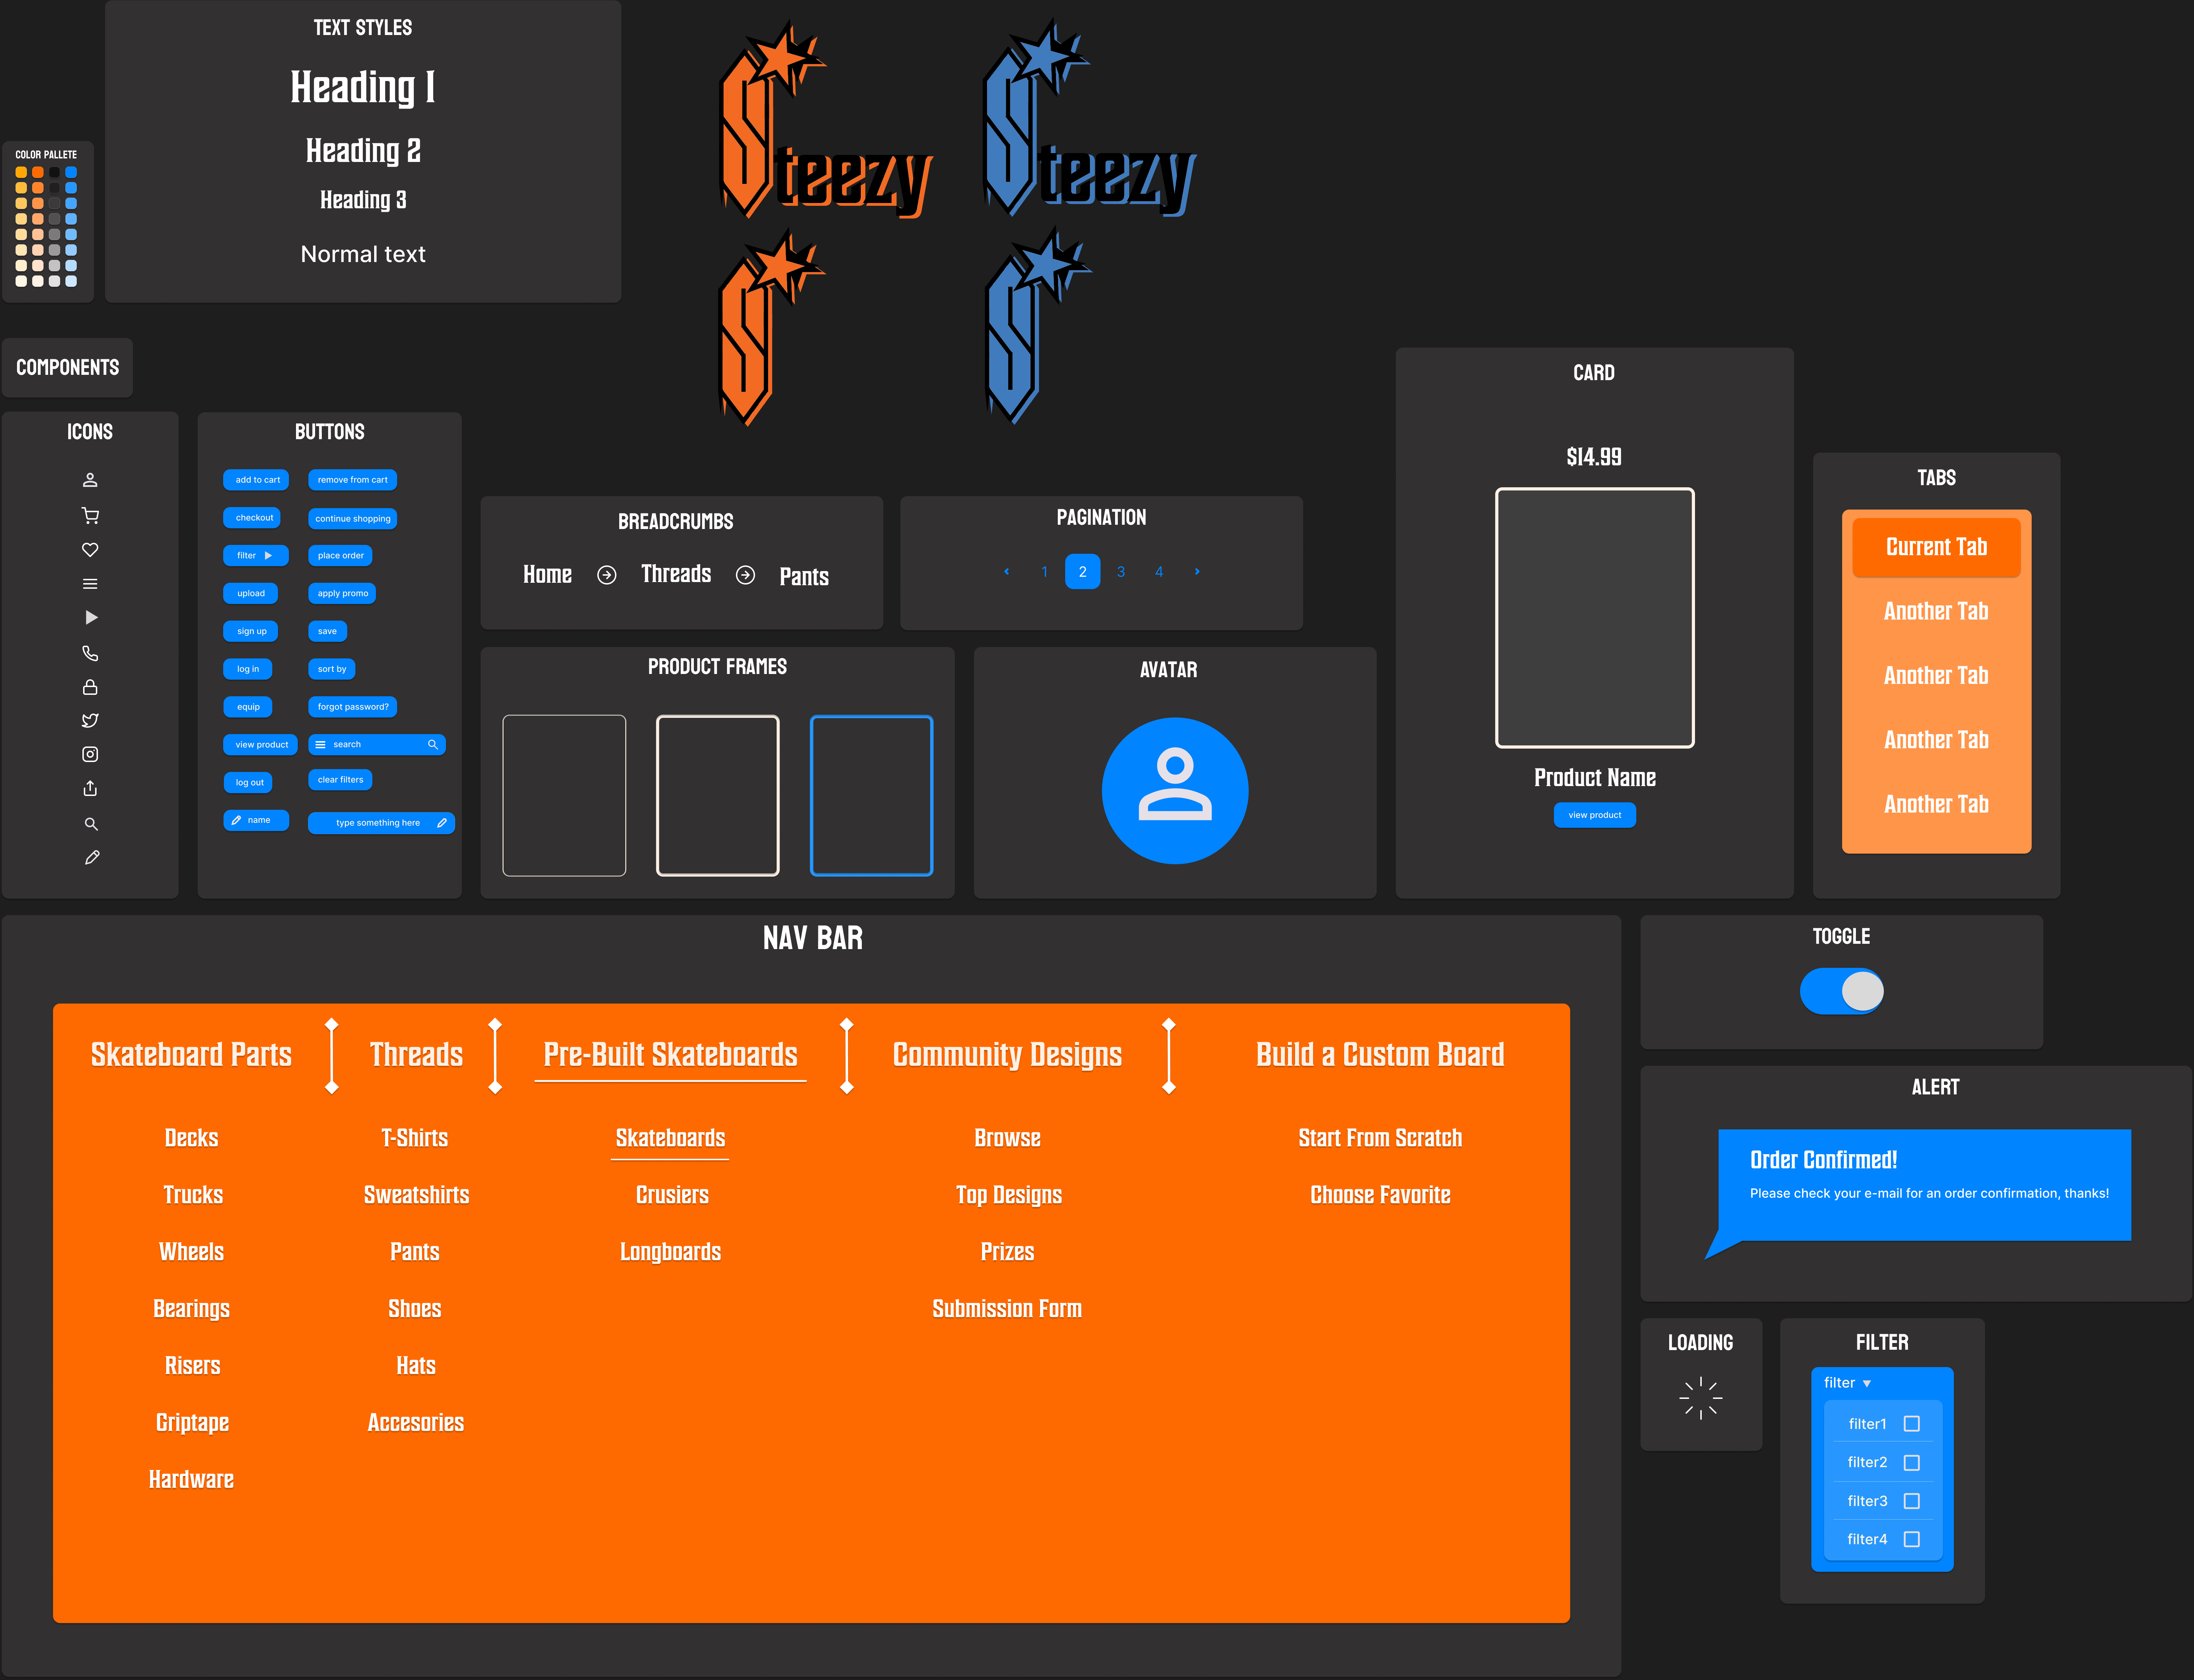 TEXT STYLES
Heading 1
Heading 2
Heading 3
Normal text
COLOR PALLETE
Steezy
Steezy
S
S
COMPONENTS
ICONS
BUTTONS
add to cart
remove from cart
checkout
continue shopping
filter
place order
upload
apply promo
sign up
save
log in
sort by
equip
forgot password?
view product
search
log out
clear filters
name
type something here
BREADCRUMBS
Home
Threads
Pants
PAGINATION
1 2 3 4
PRODUCT FRAMES
AVATAR
CARD
$14.99
Product Name
view product
TABS
Current Tab
Another Tab
Another Tab
Another Tab
Another Tab
NAV BAR
Skateboard Parts
Decks
Trucks
Wheels
Bearings
Risers
Griptape
Hardware
Threads
T-Shirts
Sweatshirts
Pants
Shoes
Hats
Accesories
Pre-Built Skateboards
Skateboards
Crusiers
Longboards
Community Designs
Browse
Top Designs
Prizes
Submission Form
Build a Custom Board
Start From Scratch
Choose Favorite
TOGGLE
ALERT
Order Confirmed!
Please check your e-mail for an order confirmation, thanks!
LOADING
FILTER
filter
filter1
filter2
filter3
filter4